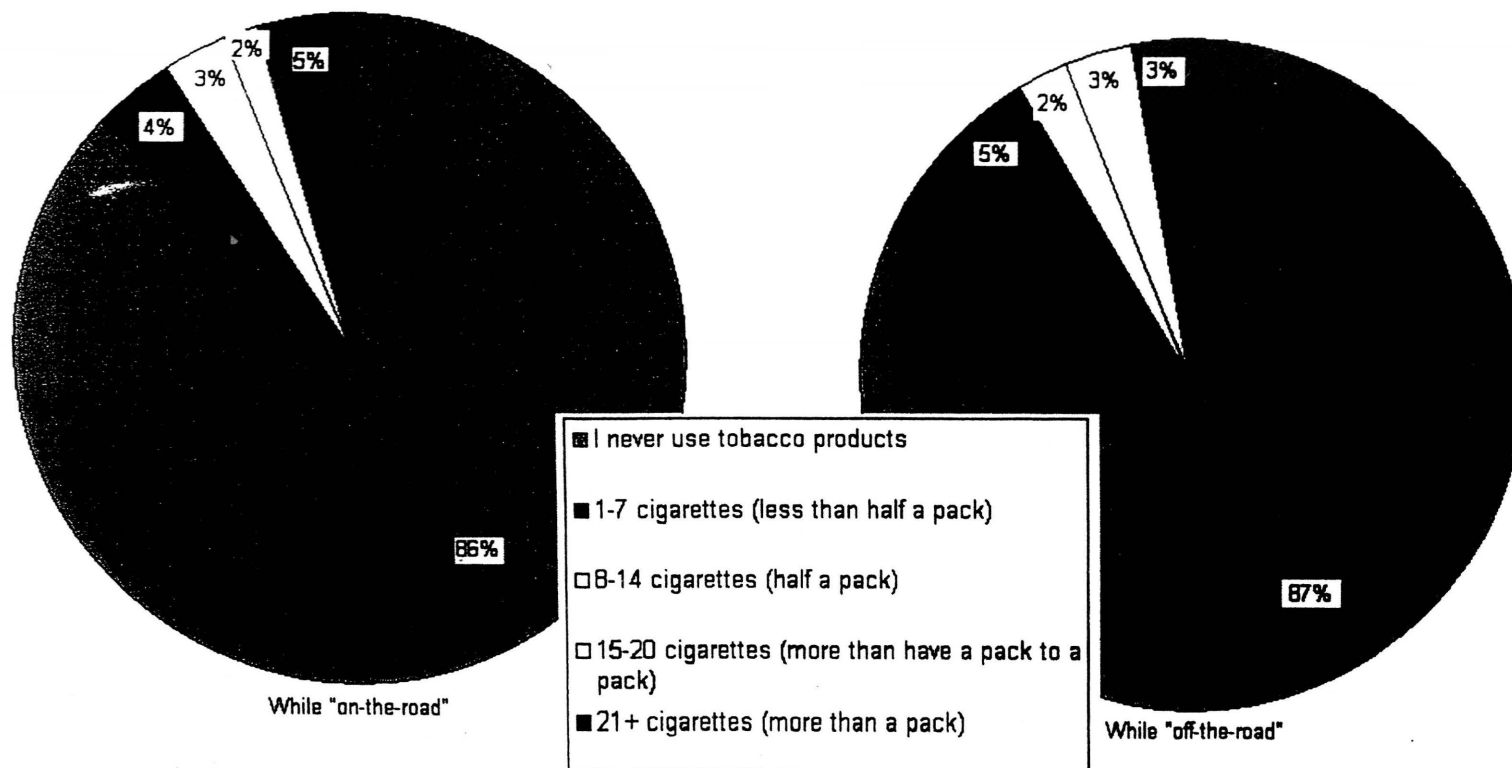 2%
5%
3%
4%
86%
While "on-the-road"
3%
3%
2%
5%
87%
While "off-the-road"
I never use tobacco products
1-7 cigarettes (less than half a pack)
8-14 cigarettes (half a pack)
15-20 cigarettes (more than have a pack to a
pack)
21+ cigarettes (more than a pack)